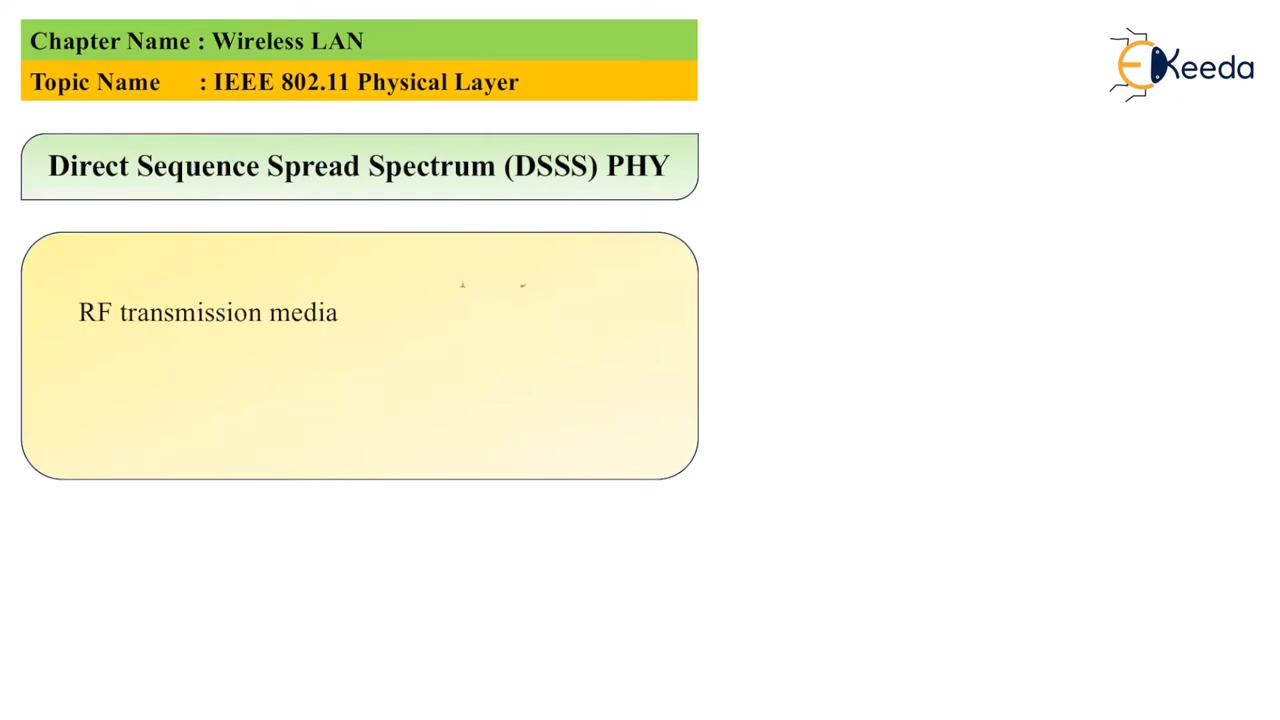 Chapter Name : Wireless LAN
Topic Name : IEEE 802.11 Physical Layer
EKeeda
Direct Sequence Spread Spectrum (DSSS) PHY
RF transmission media